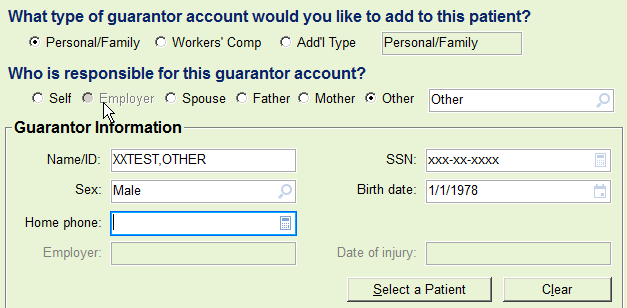 What type of guarantor account would you like to add to this patient?
Personal/Family Workers' Comp Add'l Type Personal/Family
Who is responsible for this guarantor account?
Self Employer Spouse Father Mother Other Other
Guarantor Information
Name/ID: XXTEST,OTHER SSN: xxx-xx-xxxx
Sex: Male Birth date: 1/1/1978
Home phone:
Employer: Date of injury:
Select a Patient Clear